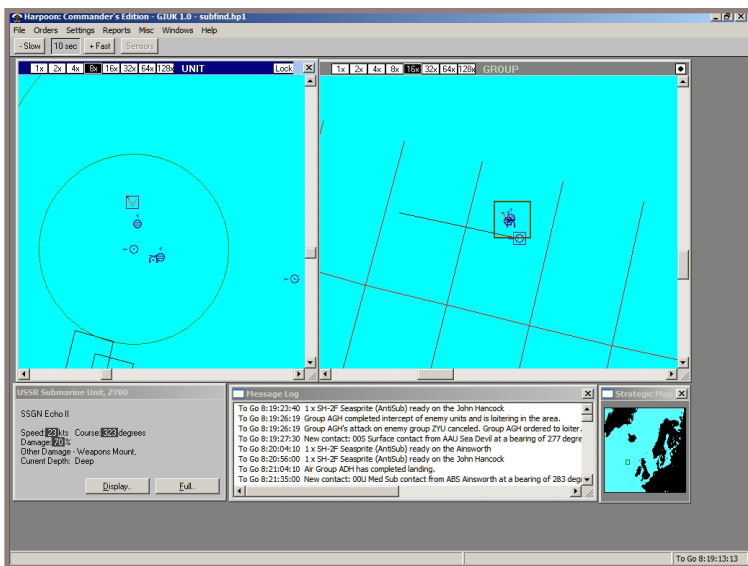 Harpoon: Commander's Edition - GIUK 1.0 - subfind.hp1
File Orders Settings Reports Misc Windows Help
- Slow 10 sec + Fast Sensors
1x 2x 4x 8x 16x 32x 64x 128x UNIT Lock
1x 2x 4x 8x 16x 32x 64x 128x GROUP
USSR Submarine Unit, ZY00
SSGN Echo II
Speed: 23 kts Course: 323 degrees
Damage: 70 %
Other Damage - Weapons Mount,
Current Depth: Deep
Display.. Full..
Message Log
To Go 8:19:23:40 1 x SH-2F Seasprite (AntiSub) ready on the John Hancock
To Go 8:19:26:19 Group AGH completed intercept of enemy units and is loitering in the area.
To Go 8:19:26:19 Group AGH's attack on enemy group ZYU canceled. Group AGH ordered to loiter.
To Go 8:19:27:30 New contact: 00S Surface contact from AAU Sea Devil at a bearing of 277 degre
To Go 8:20:04:10 1 x SH-2F Seasprite (AntiSub) ready on the Ainsworth
To Go 8:20:56:00 1 x SH-2F Seasprite (AntiSub) ready on the John Hancock
To Go 8:21:04:10 Air Group ADH has completed landing.
To Go 8:21:35:00 New contact: 00U Med Sub contact from ABS Ainsworth at a bearing of 283 deg
Strategic Map
To Go 8:19:13:13